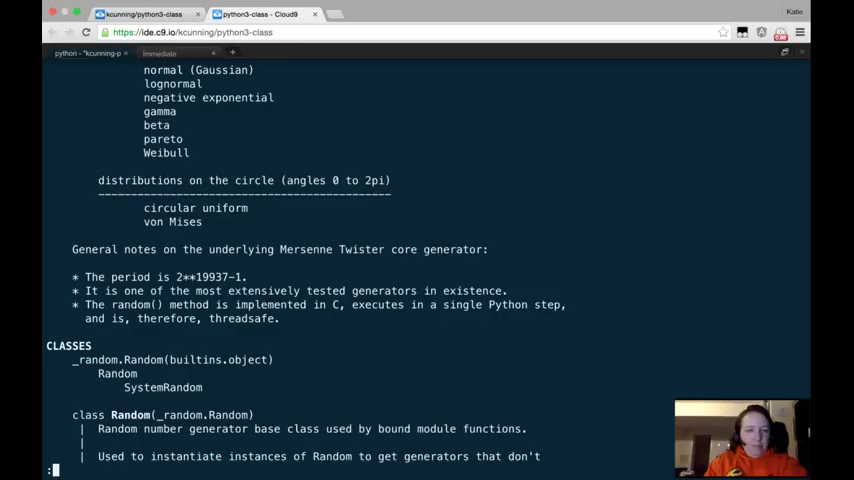 kcunning/python3-class
python3-class - Cloud9
Katie
https://ide.c9.io/kcunning/python3-class
python - "kcunning-p
Immediate
normal (Gaussian)
lognormal
negative exponential
gamma
beta
pareto
Weibull
distributions on the circle (angles 0 to 2pi)
---------------------------------------------
circular uniform
von Mises
General notes on the underlying Mersenne Twister core generator:
* The period is 2**19937-1.
* It is one of the most extensively tested generators in existence.
* The random() method is implemented in C, executes in a single Python step,
and is, therefore, threadsafe.
CLASSES
_random.Random(builtins.object)
Random
SystemRandom
class Random(_random.Random)
| Random number generator base class used by bound module functions.
|
| Used to instantiate instances of Random to get generators that don't
: